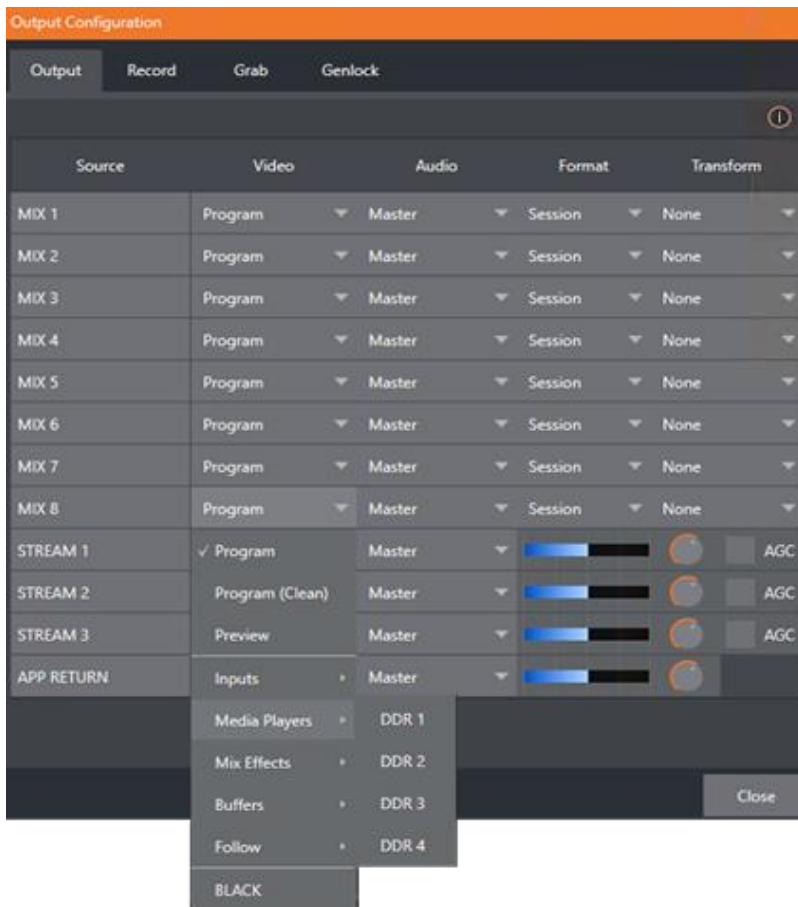 Output Configuration
Output Record Grab Genlock
Source Video Audio Format Transform
MIX 1 Program Master Session None
MIX 2 Program Master Session None
MIX 3 Program Master Session None
MIX 4 Program Master Session None
MIX 5 Program Master Session None
MIX 6 Program Master Session None
MIX 7 Program Master Session None
MIX 8 Program Master Session None
STREAM 1 ✓ Program Master AGC
STREAM 2 Program (Clean) Master AGC
STREAM 3 Preview Master AGC
APP RETURN Inputs Master
Media Players DDR 1
Mix Effects DDR 2
Buffers DDR 3 Close
Follow DDR 4
BLACK